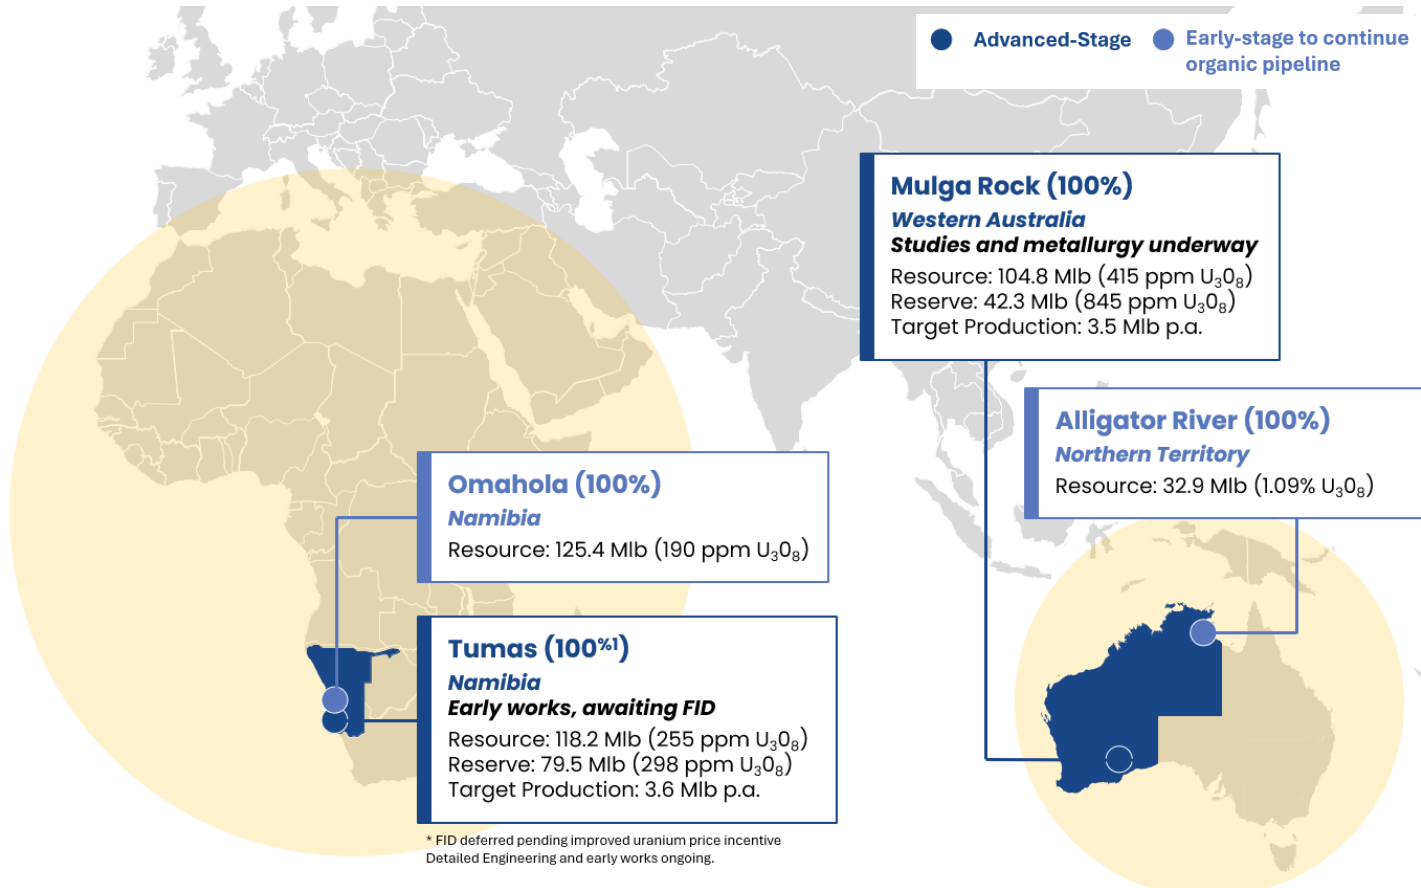 Advanced-Stage
Early-stage to continue
organic pipeline
Mulga Rock (100%)
Western Australia
Studies and metallurgy underway
Resource: 104.8 Mlb (415 ppm U₃0₈)
Reserve: 42.3 Mlb (845 ppm U₃0₈)
Target Production: 3.5 Mlb p.a.
Alligator River (100%)
Northern Territory
Resource: 32.9 Mlb (1.09% U₃0₈)
Omahola (100%)
Namibia
Resource: 125.4 Mlb (190 ppm U₃0₈)
Tumas (100%¹)
Namibia
Early works, awaiting FID
Resource: 118.2 Mlb (255 ppm U₃0₈)
Reserve: 79.5 Mlb (298 ppm U₃0₈)
Target Production: 3.6 Mlb p.a.
* FID deferred pending improved uranium price incentive
Detailed Engineering and early works ongoing.